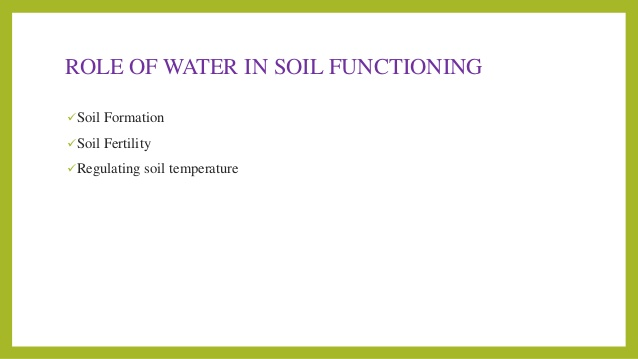 ROLE OF WATER IN SOIL FUNCTIONING
✓Soil Formation
✓Soil Fertility
✓Regulating soil temperature